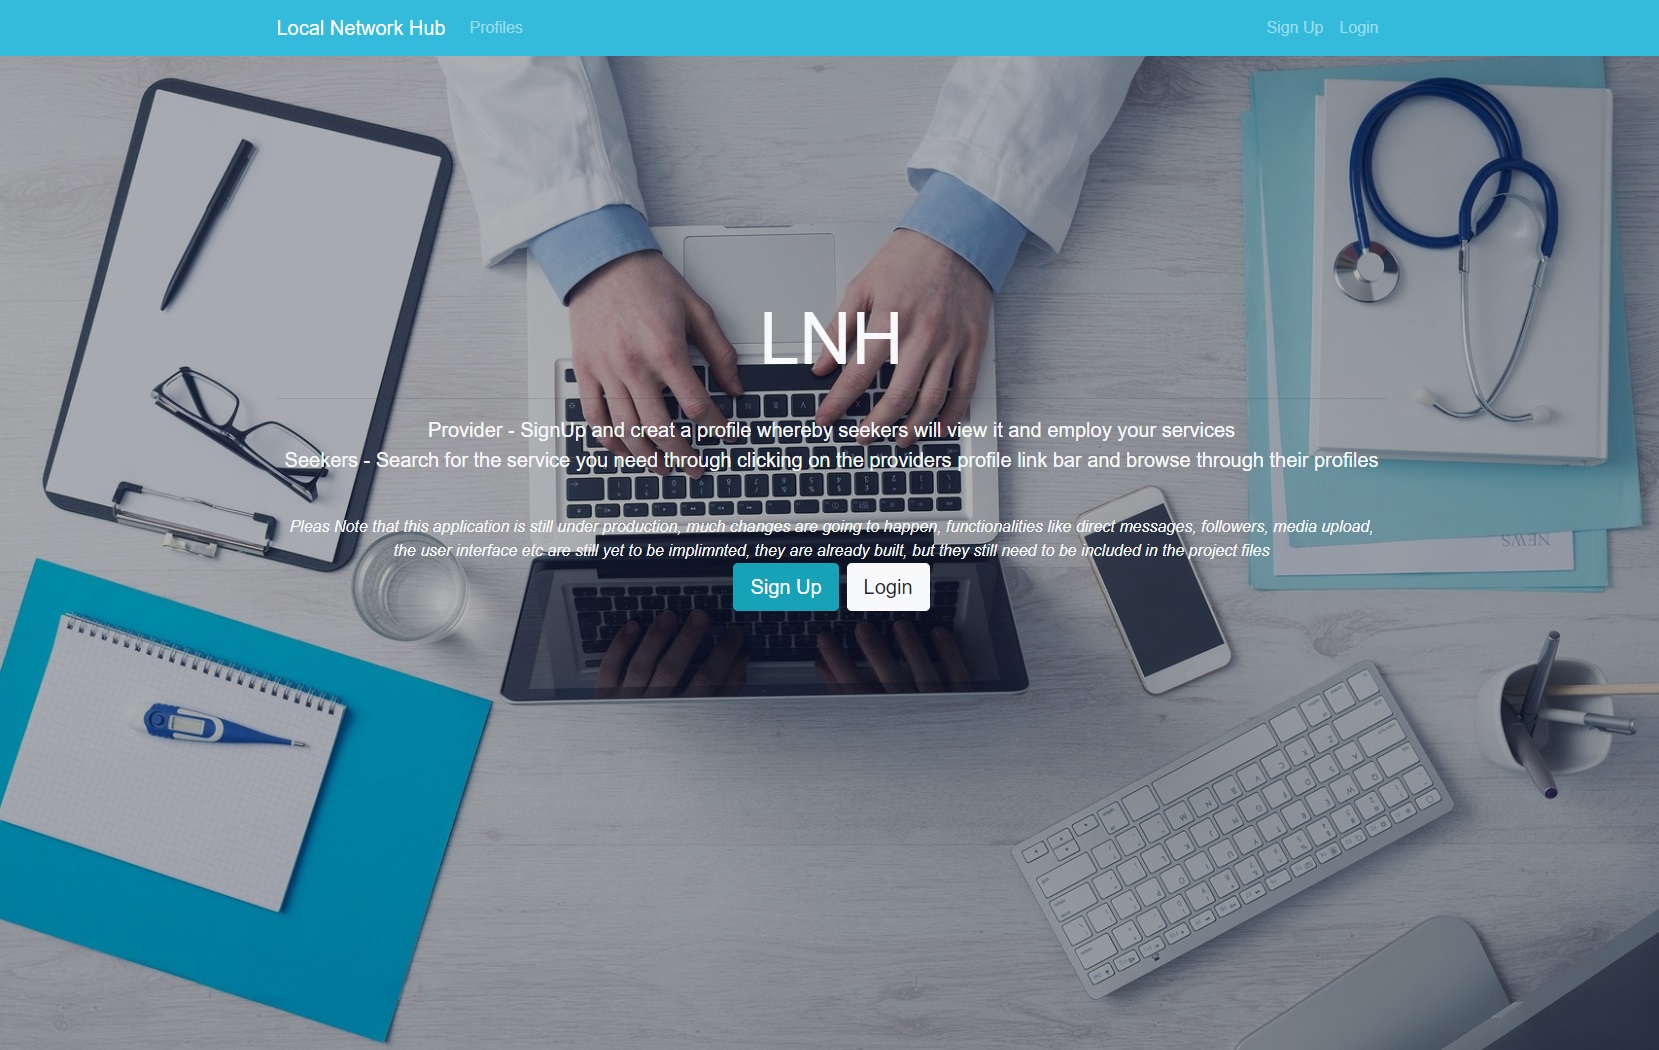 Local Network Hub Profiles Sign Up Login
LNH
Provider - SignUp and creat a profile whereby seekers will view it and employ your services
Seekers - Search for the service you need through clicking on the providers profile link bar and browse through their profiles
Pleas Note that this application is still under production, much changes are going to happen, functionalities like direct messages, followers, media upload,
the user interface etc are still yet to be implimnted, they are already built, but they still need to be included in the project files
Sign Up Login
NEWS